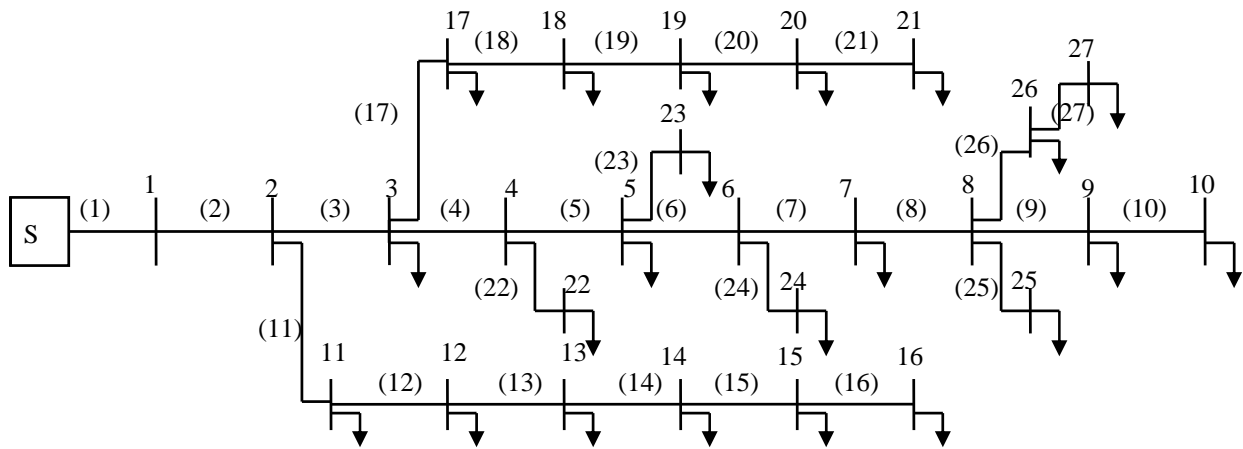 17 18 19 20 21
(18) (19) (20) (21)
27
26
(17)
23
(27)
(26)
(23)
1 2 3 4 5 6 7 8 9 10
(1) (2) (3) (4) (5) (6) (7) (8) (9) (10)
S
(22) 22 (24) 24 (25) 25
(11)
11 12 13 14 15 16
(12) (13) (14) (15) (16)